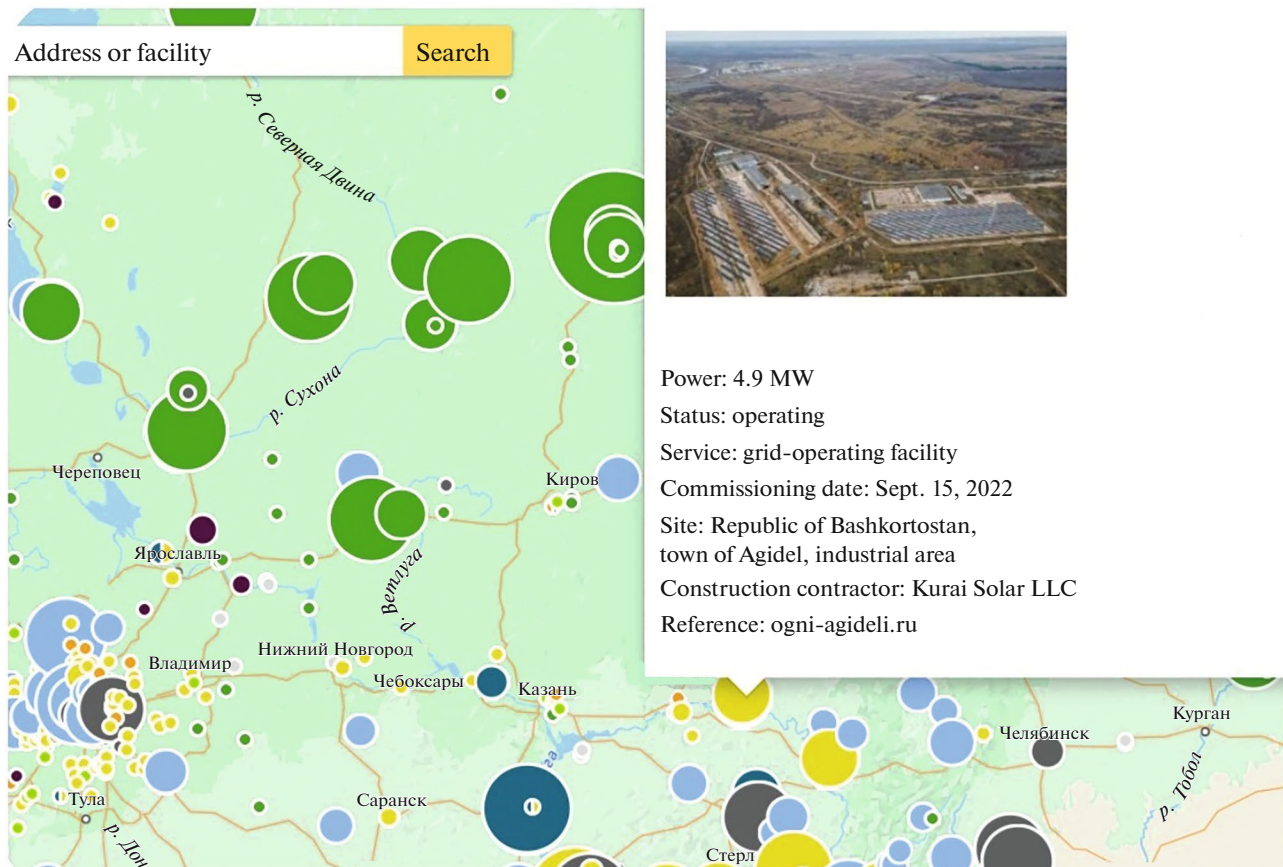 Address or facility
Search
р. Северная Двина
р. Сухона
Череповец
Киров
Ярославль
р. Ветлуга
Владимир
Нижний Новгород
Чебоксары
Казань
Тула
р. Дон
Саранск
Стерл
Челябинск
Курган
р. Тобол
Power: 4.9 MW
Status: operating
Service: grid-operating facility
Commissioning date: Sept. 15, 2022
Site: Republic of Bashkortostan,
town of Agidel, industrial area
Construction contractor: Kurai Solar LLC
Reference: ogni-agideli.ru